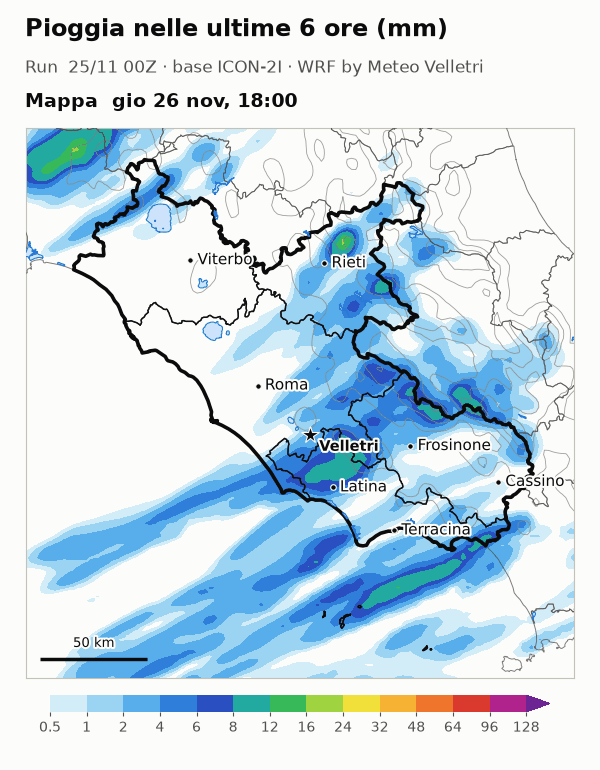 Pioggia nelle ultime 6 ore (mm)
Run  25/11 00Z · base ICON-2I · WRF by Meteo Velletri
Mappa  gio 26 nov, 18:00
Viterbo
Rieti
Roma
Velletri
Frosinone
Latina
Cassino
Terracina
50 km
0.5 1 2 4 6 8 12 16 24 32 48 64 96 128